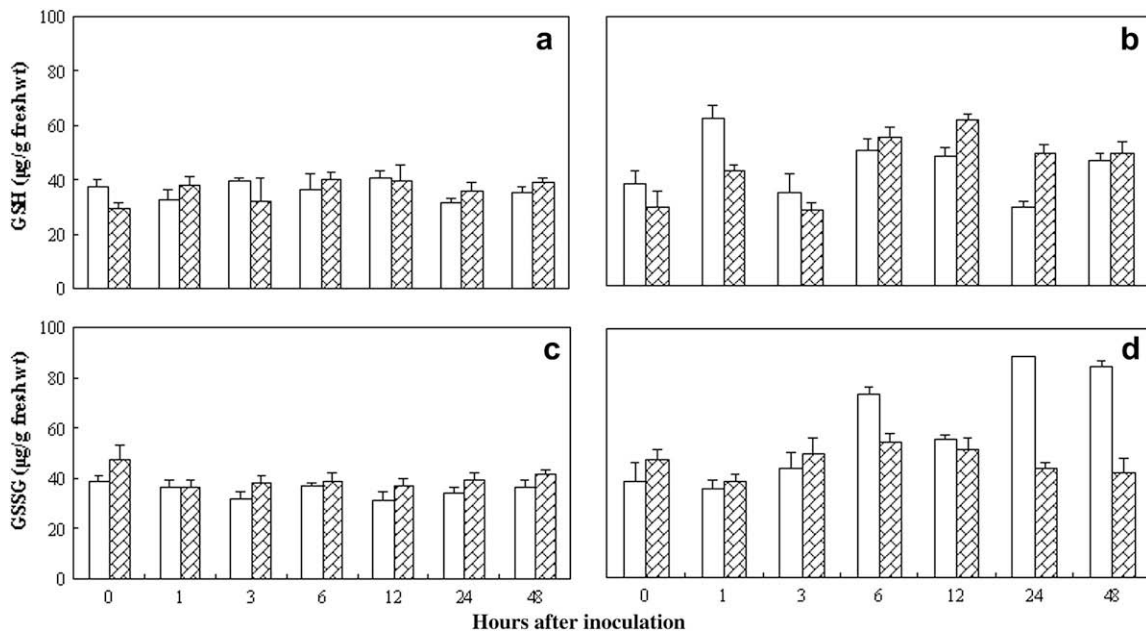 100
80
60
40
20
0
GSH (µg/g fresh wt)
a
b
100
80
60
40
20
0
GSSG (µg/g fresh wt)
c
d
0 1 3 6 12 24 48
0 1 3 6 12 24 48
Hours after inoculation